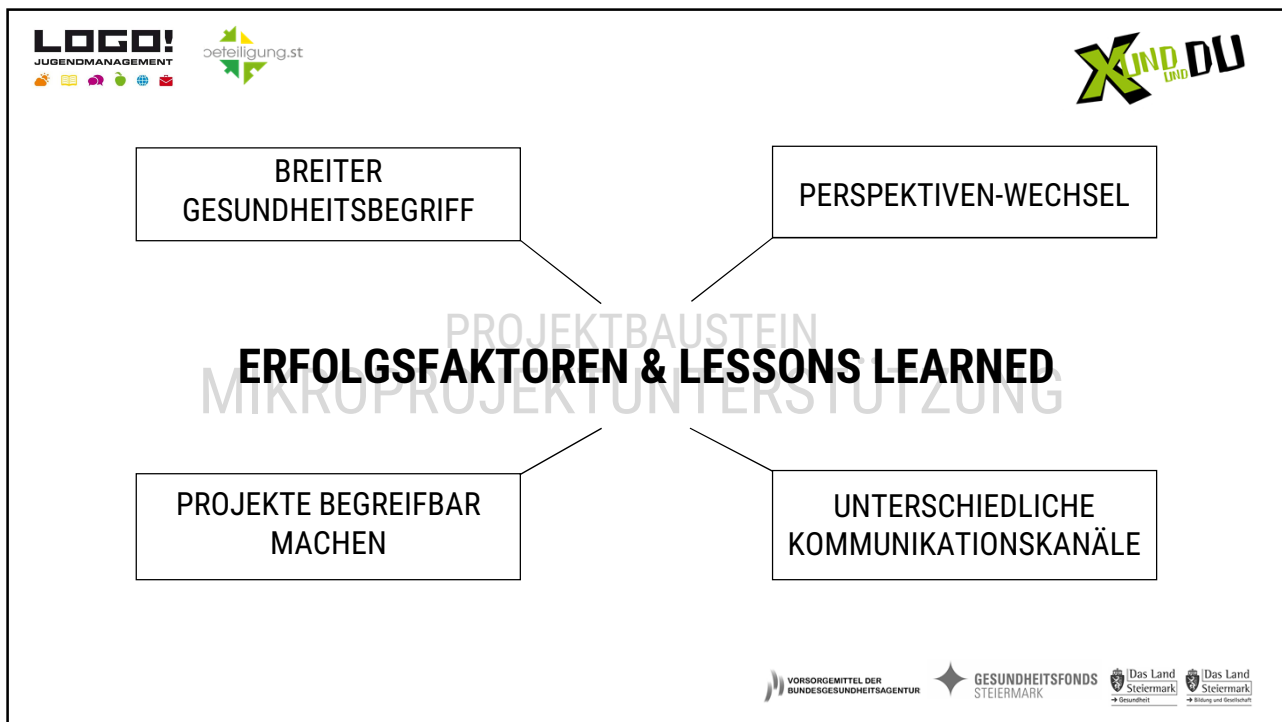 LOGO!
JUGENDMANAGEMENT
beteiligung.st
XUND
UND
DU
BREITER
GESUNDHEITSBEGRIFF
PERSPEKTIVEN-WECHSEL
PROJEKTBAUSTEIN
ERFOLGSFAKTOREN & LESSONS LEARNED
MIKROPROJEKTUNTERSTÜTZUNG
PROJEKTE BEGREIFBAR
MACHEN
UNTERSCHIEDLICHE
KOMMUNIKATIONSKANÄLE
VORSORGEMITTEL DER
BUNDESGESUNDHEITSAGENTUR
GESUNDHEITSFONDS
STEIERMARK
Das Land
Steiermark
→ Gesundheit
Das Land
Steiermark
→ Bildung und Gesellschaft